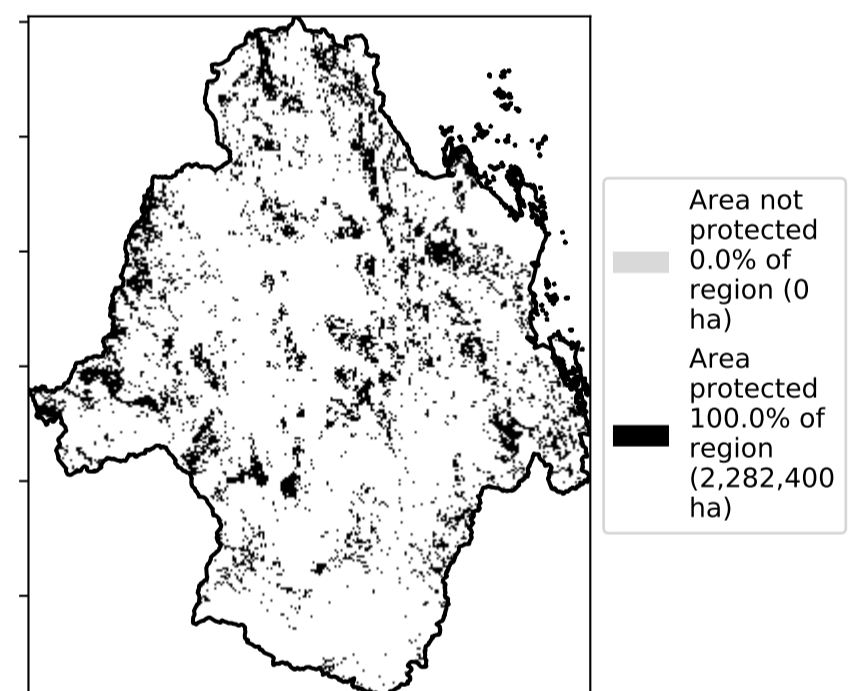 Area not
protected
0.0% of
region (0
ha)
Area
protected
100.0% of
region
(2,282,400
ha)